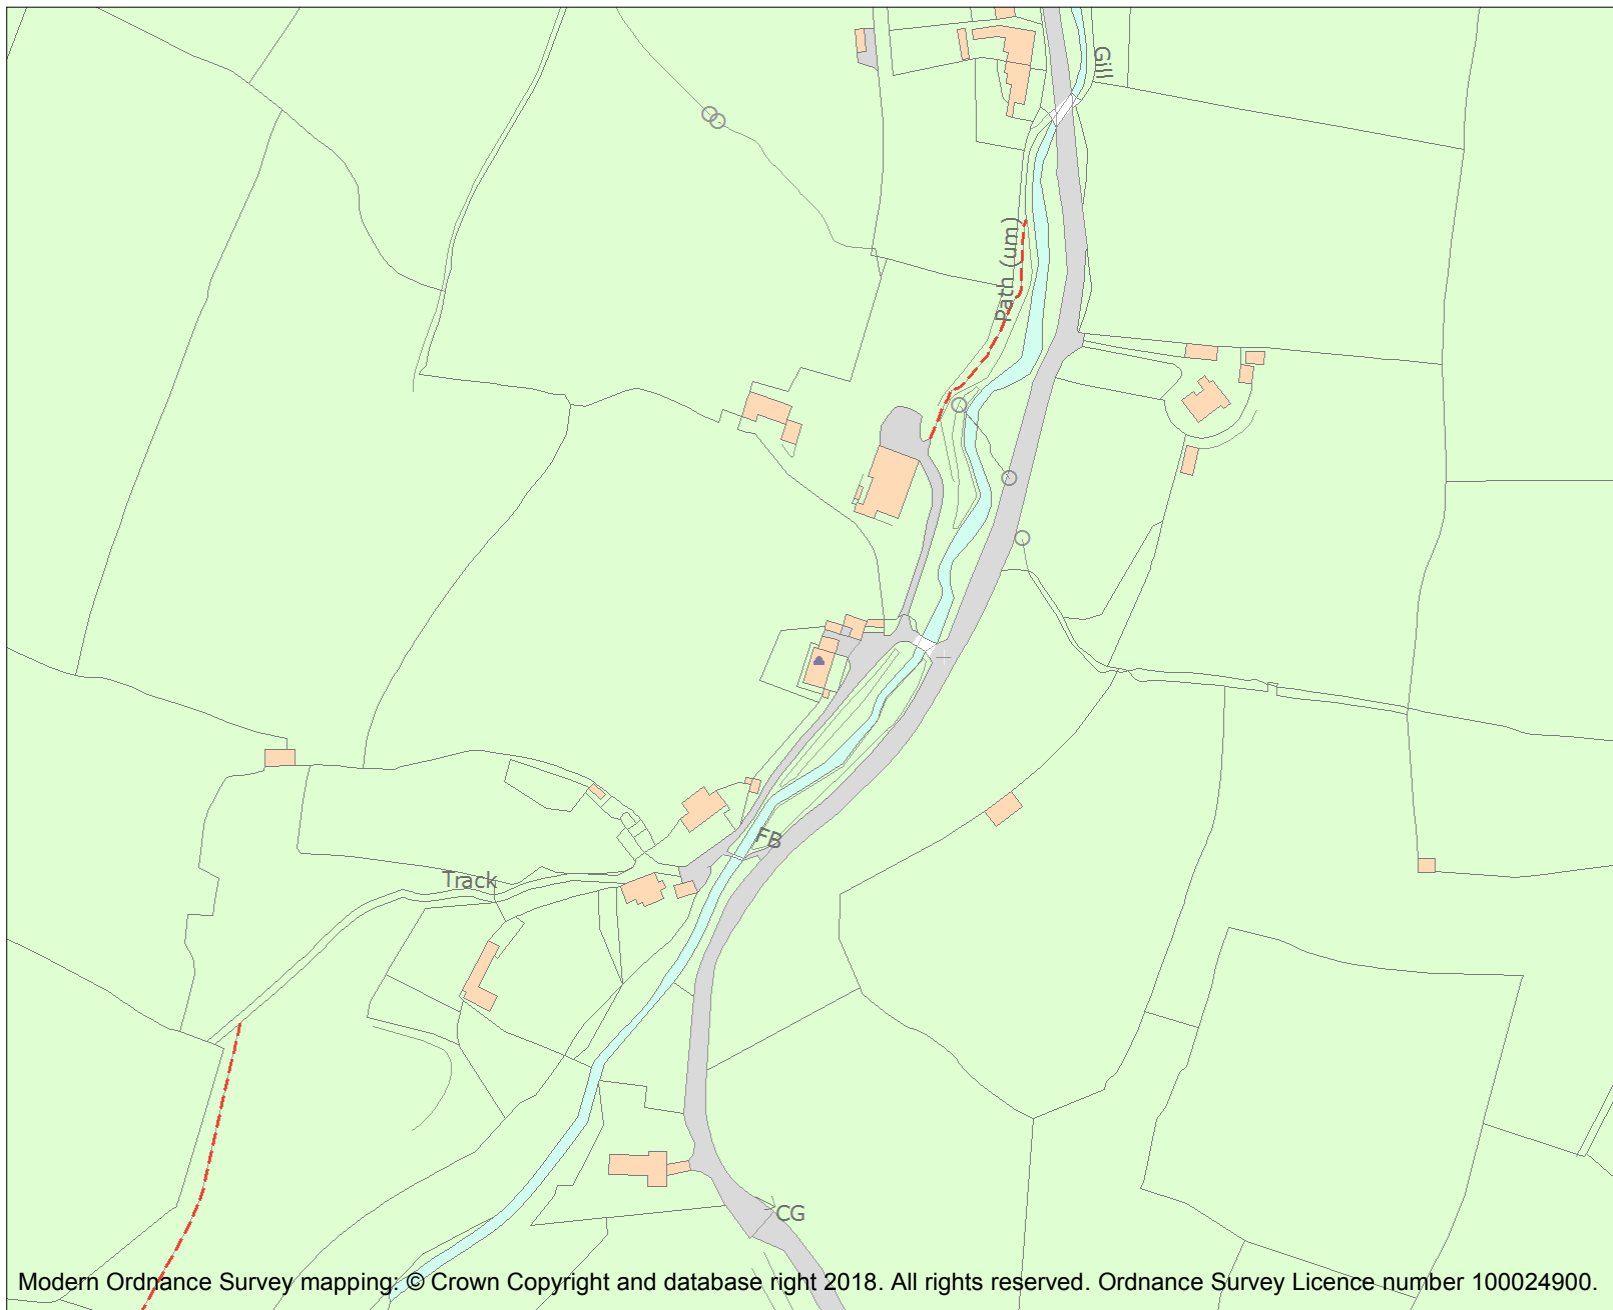 Gill
Path (um)
FB
Track
CG
Modern Ordnance Survey mapping: © Crown Copyright and database right 2018. All rights reserved. Ordnance Survey Licence number 100024900.